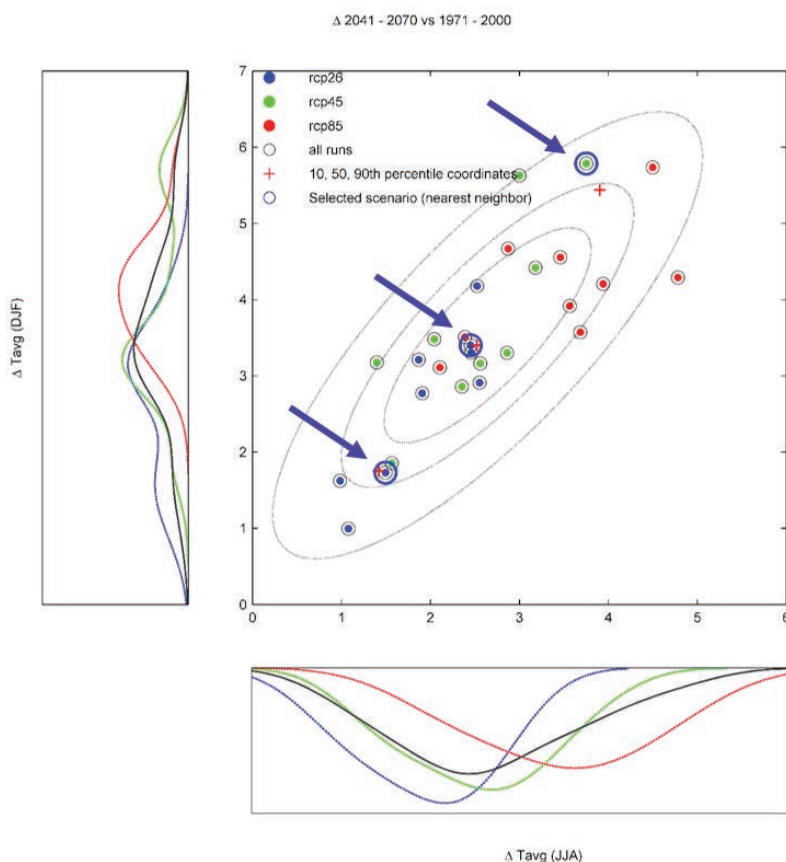 Δ 2041 - 2070 vs 1971 - 2000
7
rcp26
rcp45
rcp85
all runs
10, 50, 90th percentile coordinates
Selected scenario (nearest neighbor)
6
5
4
3
2
1
0
Δ Tavg (DJF)
0 1 2 3 4 5 6
Δ Tavg (JJA)